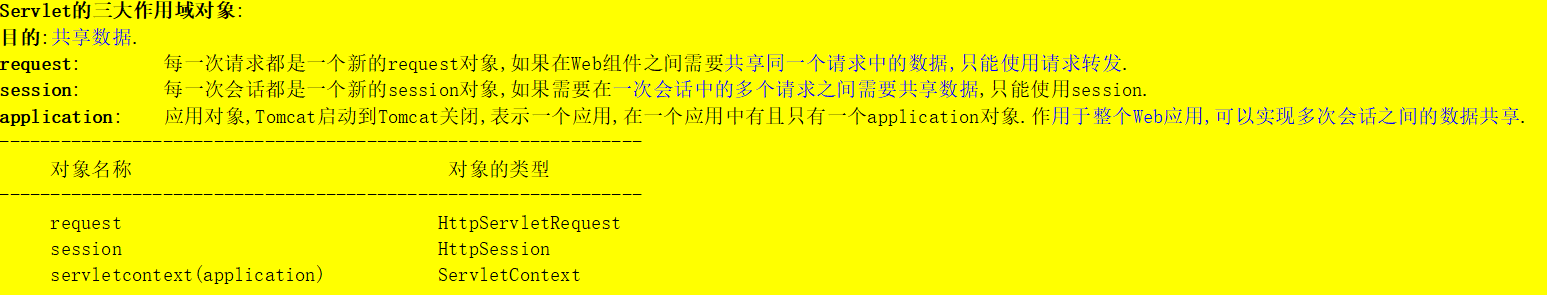 Servlet的三大作用域对象:
目的:共享数据.
request: 每一次请求都是一个新的request对象,如果在Web组件之间需要共享同一个请求中的数据,只能使用请求转发.
session: 每一次会话都是一个新的session对象,如果需要在一次会话中的多个请求之间需要共享数据,只能使用session.
application: 应用对象,Tomcat启动到Tomcat关闭,表示一个应用,在一个应用中有且只有一个application对象.作用于整个Web应用,可以实现多次会话之间的数据共享.
---------------------------------------------------------------
对象名称 对象的类型
---------------------------------------------------------------
request HttpServletRequest
session HttpSession
servletcontext(application) ServletContext